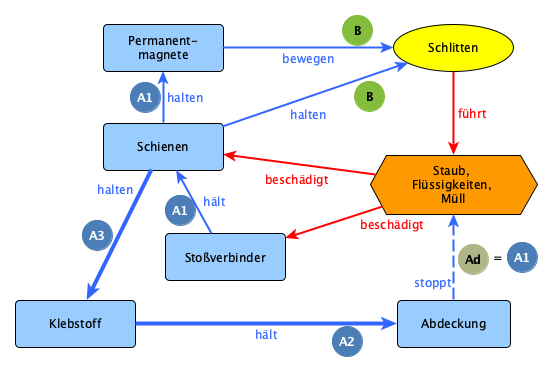 Permanent-
magnete
B
bewegen
Schlitten
A1
halten
halten
B
führt
Schienen
Staub,
Flüssigkeiten,
Müll
beschädigt
beschädigt
halten
A1
hält
A3
Stoßverbinder
Ad = A1
stoppt
Klebstoff
hält
A2
Abdeckung